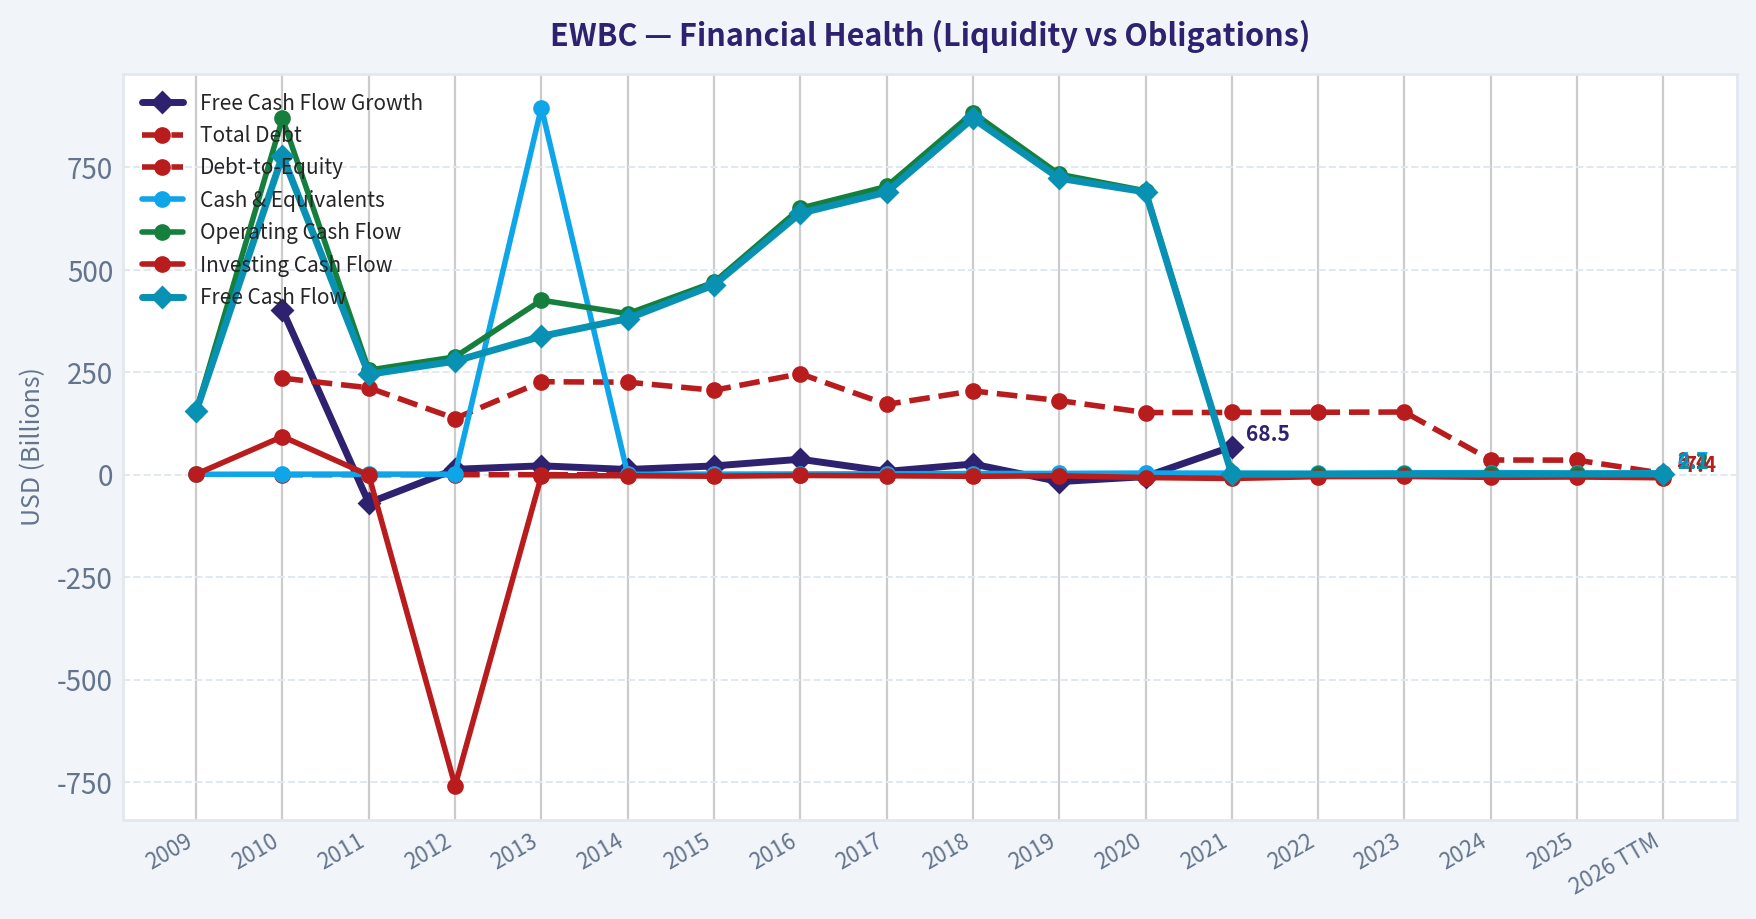 EWBC — Financial Health (Liquidity vs Obligations)
Free Cash Flow Growth
Total Debt
Debt-to-Equity
Cash & Equivalents
Operating Cash Flow
Investing Cash Flow
Free Cash Flow
USD (Billions)
750
500
250
0
-250
-500
-750
68.5
2009
2010
2011
2012
2013
2014
2015
2016
2017
2018
2019
2020
2021
2022
2023
2024
2025
2026 TTM